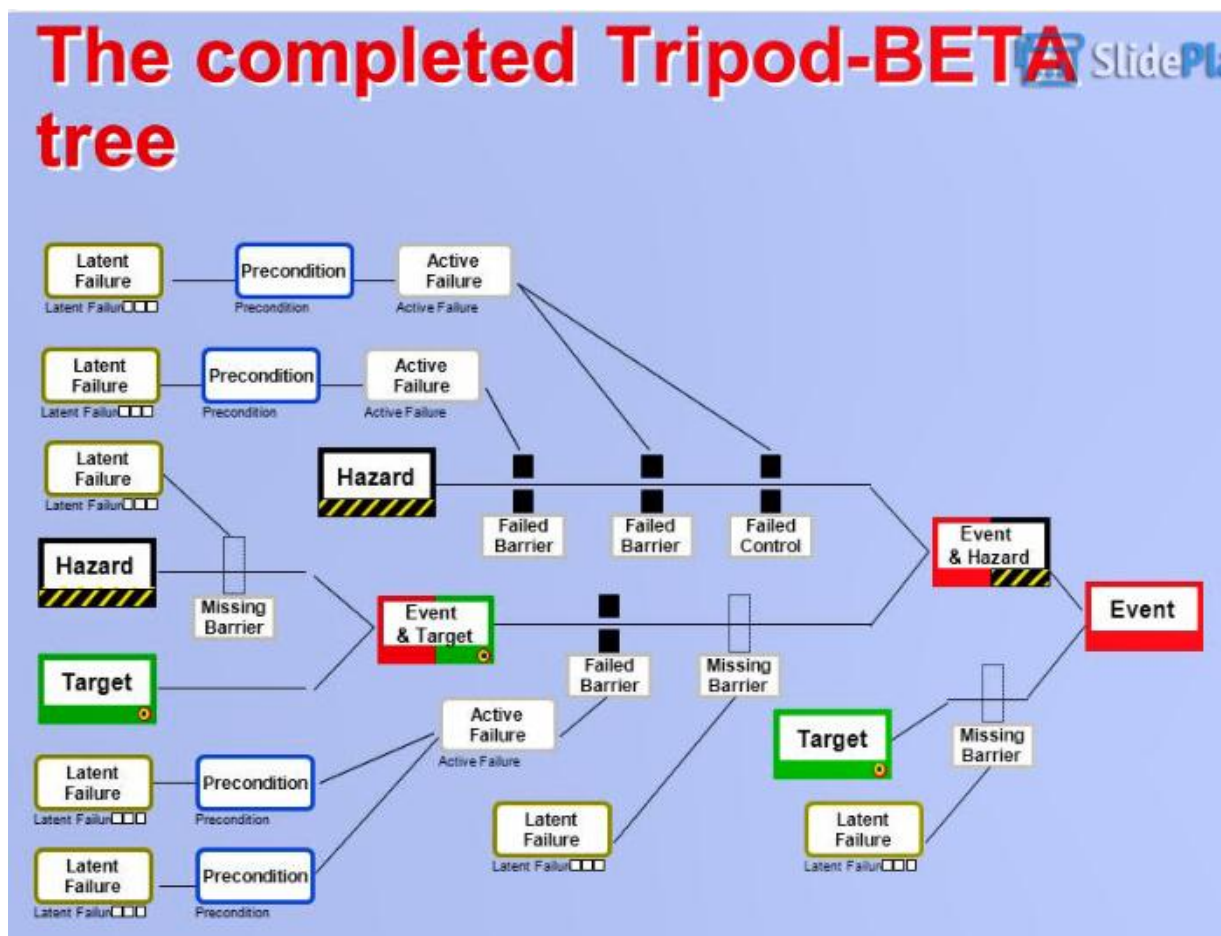 The completed Tripod-BETA
tree
SlidePl
Latent
Failure
Latent Failur
Precondition
Precondition
Active
Failure
Active Failure
Latent
Failure
Latent Failur
Precondition
Precondition
Active
Failure
Active Failure
Latent
Failure
Latent Failur
Hazard
Failed
Barrier
Failed
Barrier
Failed
Control
Event
& Hazard
Hazard
Missing
Barrier
Event
& Target
Event
Failed
Barrier
Missing
Barrier
Target
Active
Failure
Active Failure
Target
Missing
Barrier
Latent
Failure
Latent Failur
Precondition
Precondition
Latent
Failure
Latent Failur
Latent
Failure
Latent Failur
Latent
Failure
Latent Failur
Precondition
Precondition